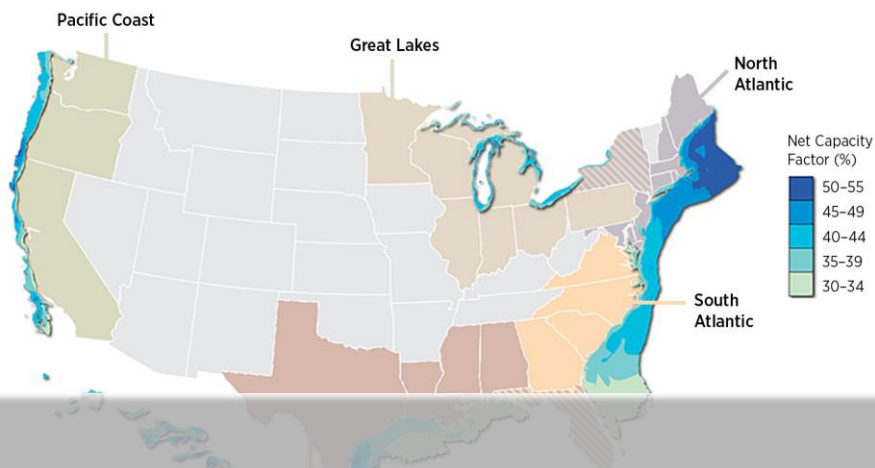 Pacific Coast
Great Lakes
North
Atlantic
Net Capacity
Factor (%)
50–55
45–49
40–44
35–39
30–34
South
Atlantic